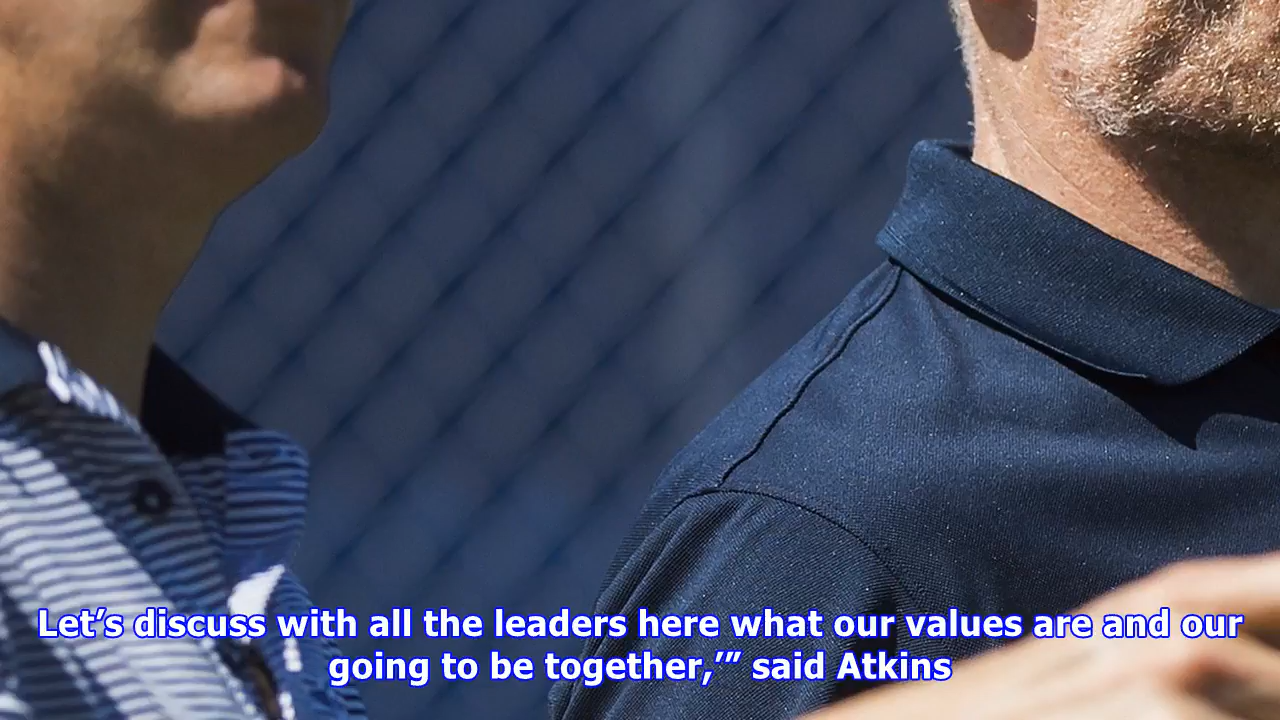 Let’s discuss with all the leaders here what our values are and our
going to be together,’” said Atkins